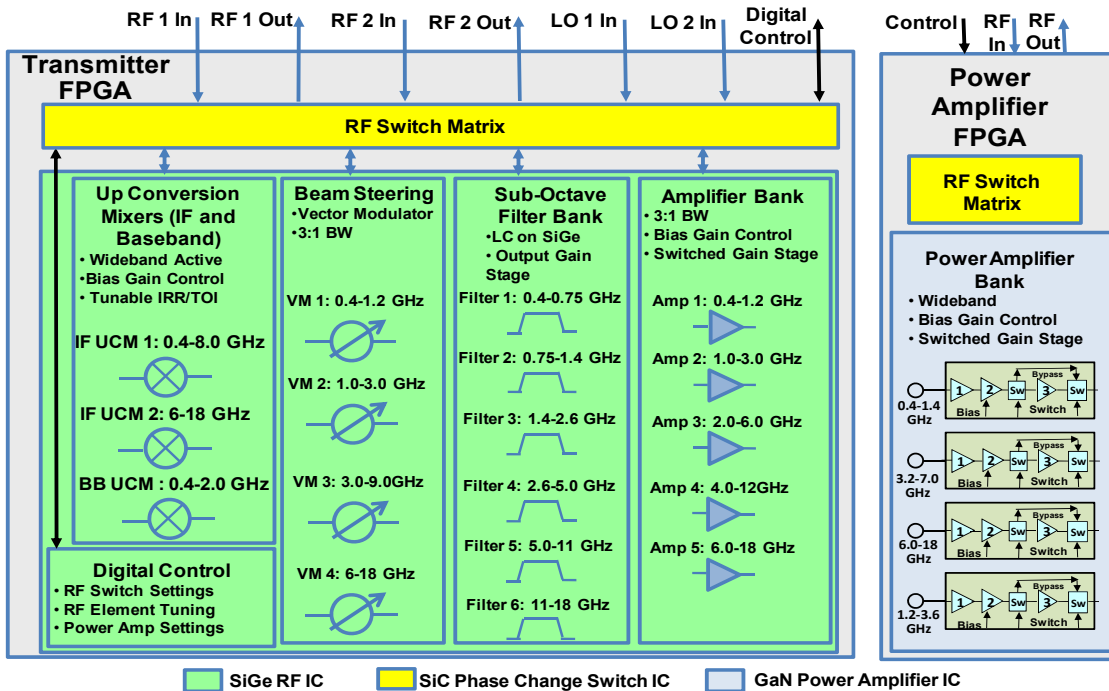 RF 1 In
RF 1 Out
RF 2 In
RF 2 Out
LO 1 In
LO 2 In
Digital
Control
Transmitter
FPGA
RF Switch Matrix
Up Conversion
Mixers (IF and
Baseband)
• Wideband Active
•Bias Gain Control
• Tunable IRR/TOI
IF UCM 1: 0.4-8.0 GHz
IF UCM 2: 6-18 GHz
BB UCM : 0.4-2.0 GHz
Digital Control
• RF Switch Settings
• RF Element Tuning
• Power Amp Settings
Beam Steering
•Vector Modulator
•3:1 BW
VM 1: 0.4-1.2 GHz
VM 2: 1.0-3.0 GHz
VM 3: 3.0-9.0GHz
VM 4: 6-18 GHz
Sub-Octave
Filter Bank
•LC on SiGe
• Output Gain
Stage
Filter 1: 0.4-0.75 GHz
Filter 2: 0.75-1.4 GHz
Filter 3: 1.4-2.6 GHz
Filter 4: 2.6-5.0 GHz
Filter 5: 5.0-11 GHz
Filter 6: 11-18 GHz
Amplifier Bank
• 3:1 BW
• Bias Gain Control
• Switched Gain Stage
Amp 1: 0.4-1.2 GHz
Amp 2: 1.0-3.0 GHz
Amp 3: 2.0-6.0 GHz
Amp 4: 4.0-12GHz
Amp 5: 6.0-18 GHz
Control
RF
In
RF
Out
Power
Amplifier
FPGA
RF Switch
Matrix
Power Amplifier
Bank
• Wideband
• Bias Gain Control
• Switched Gain Stage
Bypass
1 2 Sw 3 Sw
Bias Switch
0.4-1.4
GHz
Bypass
1 2 Sw 3 Sw
Bias Switch
3.2-7.0
GHz
Bypass
1 2 Sw 3 Sw
Bias Switch
6.0-18
GHz
Bypass
1 2 Sw 3 Sw
Bias Switch
1.2-3.6
GHz
SiGe RF IC
SiC Phase Change Switch IC
GaN Power Amplifier IC